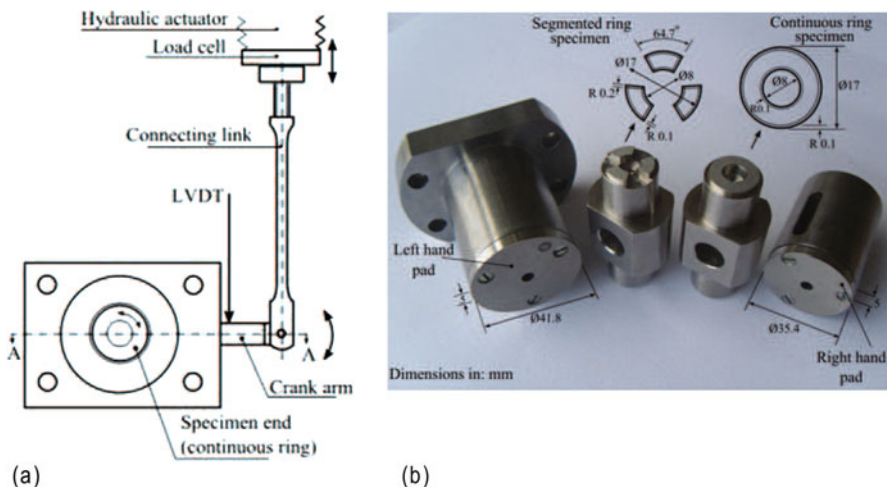 Hydraulic actuator
Load cell
Connecting link
LVDT
A
A
Crank arm
Specimen end
(continuous ring)
(a)
Segmented ring
specimen
64.7°
Ø17
Ø8
R 0.2
R 0.1
Continuous ring
specimen
Ø8
R0.1
Ø17
R 0.1
Left hand
pad
Ø41.8
Ø35.4
5
Right hand
pad
Dimensions in: mm
(b)